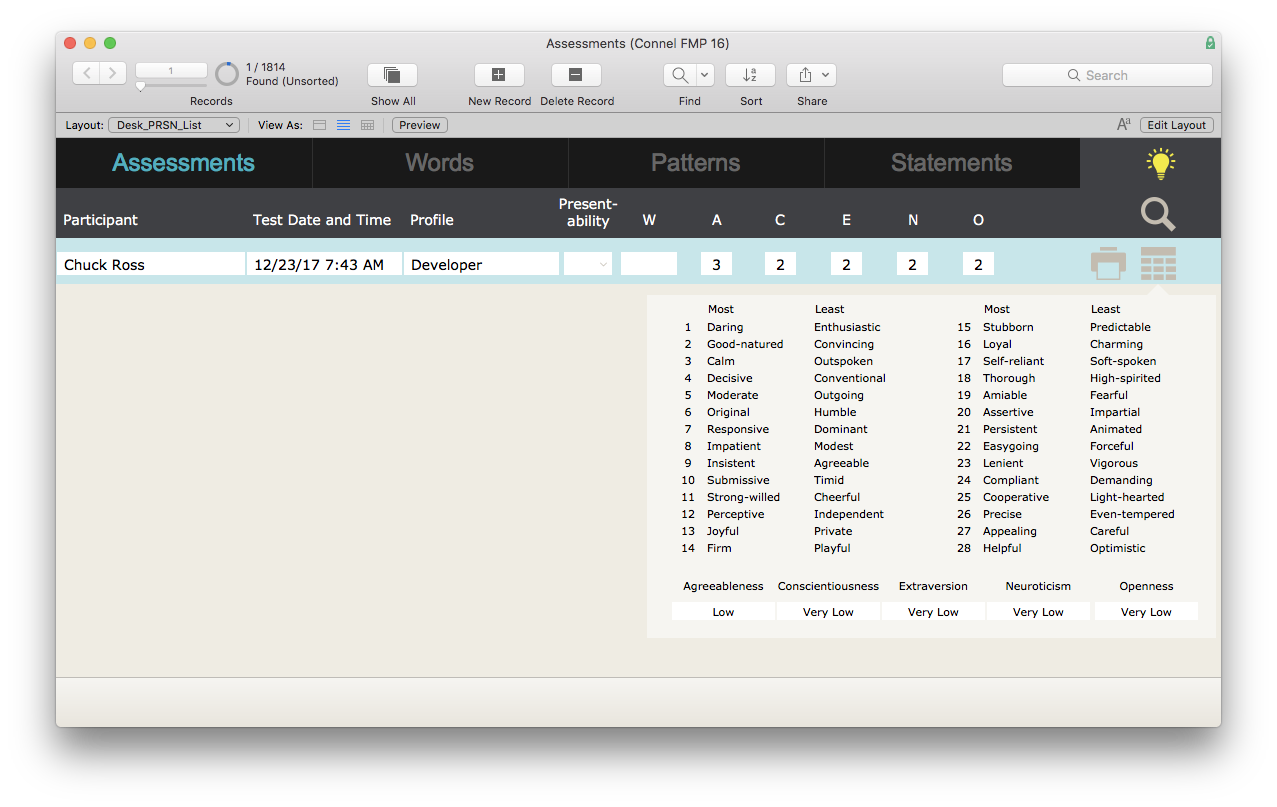 Assessments (Connel FMP 16)
1
1 / 1814
Found (Unsorted)
Search
Records
Show All
New Record
Delete Record
Find
Sort
Share
Layout: Desk_PRSN_List View As: Preview Aa Edit Layout
Assessments Words Patterns Statements
Participant Test Date and Time Profile Present-ability W A C E N O
Chuck Ross 12/23/17 7:43 AM Developer 3 2 2 2 2
Most Least Most Least
1 Daring Enthusiastic 15 Stubborn Predictable
2 Good-natured Convincing 16 Loyal Charming
3 Calm Outspoken 17 Self-reliant Soft-spoken
4 Decisive Conventional 18 Thorough High-spirited
5 Moderate Outgoing 19 Amiable Fearful
6 Original Humble 20 Assertive Impartial
7 Responsive Dominant 21 Persistent Animated
8 Impatient Modest 22 Easygoing Forceful
9 Insistent Agreeable 23 Lenient Vigorous
10 Submissive Timid 24 Compliant Demanding
11 Strong-willed Cheerful 25 Cooperative Light-hearted
12 Perceptive Independent 26 Precise Even-tempered
13 Joyful Private 27 Appealing Careful
14 Firm Playful 28 Helpful Optimistic
Agreeableness Conscientiousness Extraversion Neuroticism Openness
Low Very Low Very Low Very Low Very Low